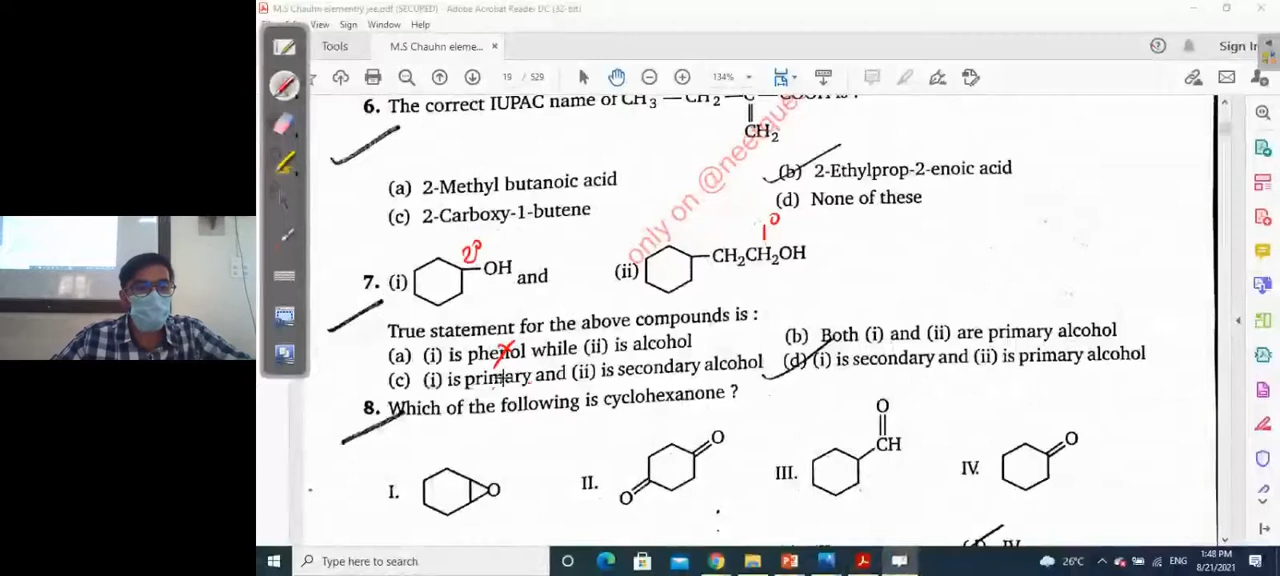 M.S Chauhn elementry jee.pdf (SECURED) - Adobe Acrobat Reader DC (32-bit)
View Sign Window Help
Tools M.S Chauhn eleme... × Sign In
19 / 529 134%
6. The correct IUPAC name of CH3 — CH2 — C —
CH2
(a) 2-Methyl butanoic acid (b) 2-Ethylprop-2-enoic acid
(c) 2-Carboxy-1-butene (d) None of these
only on @neetque
2° 1°
7. (i) OH and (ii) CH2CH2OH
True statement for the above compounds is :
(a) (i) is phenol while (ii) is alcohol (b) Both (i) and (ii) are primary alcohol
(c) (i) is primary and (ii) is secondary alcohol (d) (i) is secondary and (ii) is primary alcohol
8. Which of the following is cyclohexanone ?
I. O II. O O III. O CH IV. O
IV
Type here to search 26°C ENG 1:48 PM 8/21/2021